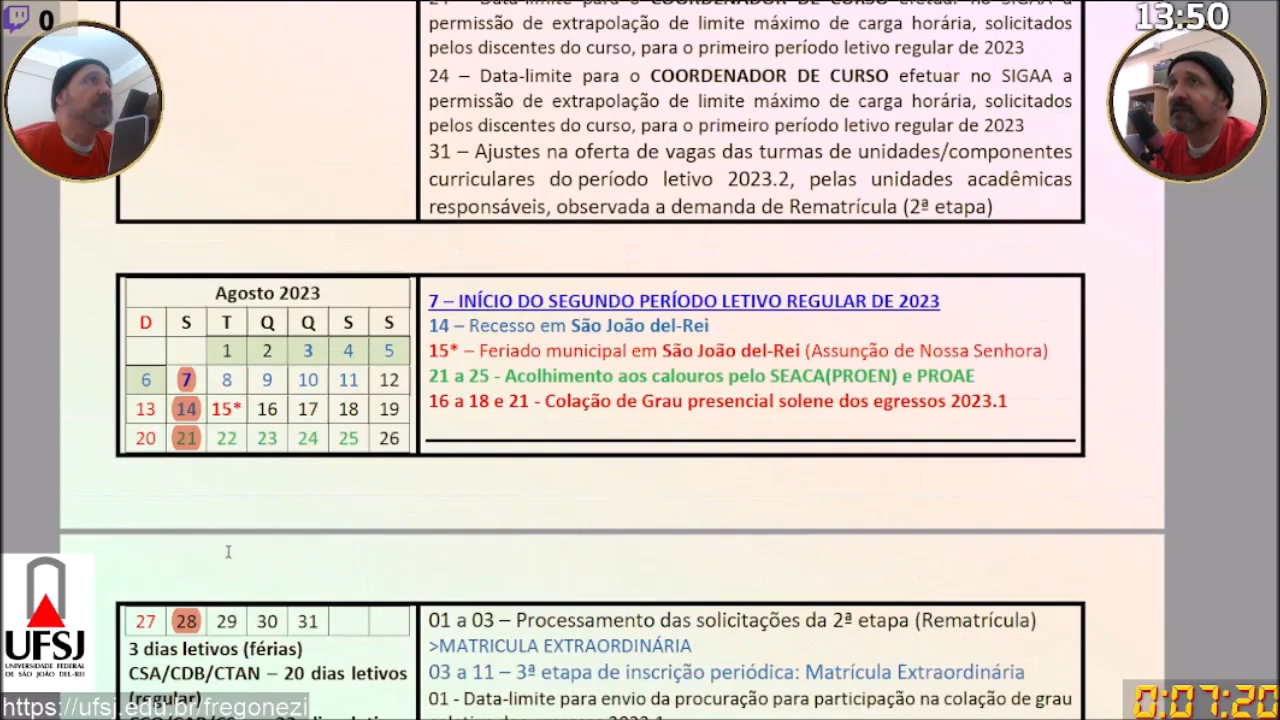 0
13:50
24 – Data-limite para o COORDENADOR DE CURSO efetuar no SIGAA a
permissão de extrapolação de limite máximo de carga horária, solicitados
pelos discentes do curso, para o primeiro período letivo regular de 2023
24 – Data-limite para o COORDENADOR DE CURSO efetuar no SIGAA a
permissão de extrapolação de limite máximo de carga horária, solicitados
pelos discentes do curso, para o primeiro período letivo regular de 2023
31 – Ajustes na oferta de vagas das turmas de unidades/componentes
curriculares do período letivo 2023.2, pelas unidades acadêmicas
responsáveis, observada a demanda de Rematrícula (2ª etapa)
Agosto 2023
D S T Q Q S S
1 2 3 4 5
6 7 8 9 10 11 12
13 14 15* 16 17 18 19
20 21 22 23 24 25 26
7 – INÍCIO DO SEGUNDO PERÍODO LETIVO REGULAR DE 2023
14 – Recesso em São João del-Rei
15* – Feriado municipal em São João del-Rei (Assunção de Nossa Senhora)
21 a 25 - Acolhimento aos calouros pelo SEACA(PROEN) e PROAE
16 a 18 e 21 - Colação de Grau presencial solene dos egressos 2023.1
27 28 29 30 31
3 dias letivos (férias)
CSA/CDB/CTAN – 20 dias letivos
(regular)
01 a 03 – Processamento das solicitações da 2ª etapa (Rematrícula)
>MATRICULA EXTRAORDINÁRIA
03 a 11 – 3ª etapa de inscrição periódica: Matrícula Extraordinária
01 - Data-limite para envio da procuração para participação na colação de grau
UFSJ
UNIVERSIDADE FEDERAL
DE SÃO JOÃO DEL-REI
https://ufsj.edu.br/fregonezi
0:07:20